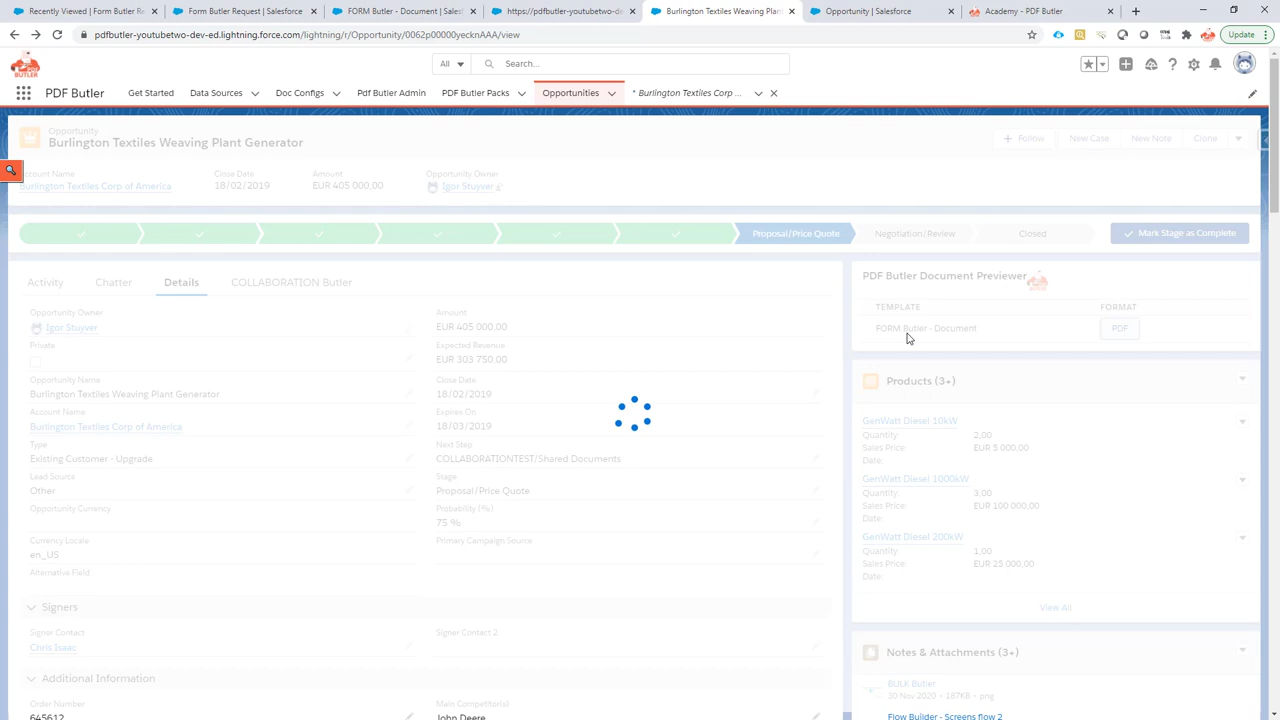 Recently Viewed | Form Butler Re
Form Butler Request | Salesforce
FORM Butler - Document | Sales
https://pdfbutler-youtubetwo-de
Burlington Textiles Weaving Plan
Opportunity | Salesforce
Academy - PDF Butler
pdfbutler-youtubetwo-dev-ed.lightning.force.com/lightning/r/Opportunity/0062p00000yecknAAA/view
Update
BUTLER
All
Search...
PDF Butler
Get Started
Data Sources
Doc Configs
Pdf Butler Admin
PDF Butler Packs
Opportunities
* Burlington Textiles Corp ...
Opportunity
Burlington Textiles Weaving Plant Generator
Follow
New Case
New Note
Clone
Account Name
Close Date
Amount
Opportunity Owner
Burlington Textiles Corp of America
18/02/2019
EUR 405 000,00
Igor Stuyver
Proposal/Price Quote
Negotiation/Review
Closed
Mark Stage as Complete
Activity
Chatter
Details
COLLABORATION Butler
PDF Butler Document Previewer
TEMPLATE
FORMAT
FORM Butler - Document
PDF
Opportunity Owner
Igor Stuyver
Amount
EUR 405 000,00
Private
Expected Revenue
EUR 303 750,00
Opportunity Name
Burlington Textiles Weaving Plant Generator
Close Date
18/02/2019
Account Name
Burlington Textiles Corp of America
Expires On
18/03/2019
Type
Existing Customer - Upgrade
Next Step
COLLABORATIONTEST/Shared Documents
Lead Source
Other
Stage
Proposal/Price Quote
Opportunity Currency
Probability (%)
75 %
Currency Locale
en_US
Primary Campaign Source
Alternative Field
Signers
Signer Contact
Chris Isaac
Signer Contact 2
Additional Information
Order Number
645612
Main Competitor(s)
John Deere
Products (3+)
GenWatt Diesel 10kW
Quantity:
2,00
Sales Price:
EUR 5 000,00
Date:
GenWatt Diesel 1000kW
Quantity:
3,00
Sales Price:
EUR 100 000,00
Date:
GenWatt Diesel 200kW
Quantity:
1,00
Sales Price:
EUR 25 000,00
Date:
View All
Notes & Attachments (3+)
BULK Butler
30 Nov 2020 • 187KB • png
Flow Builder - Screens flow 2